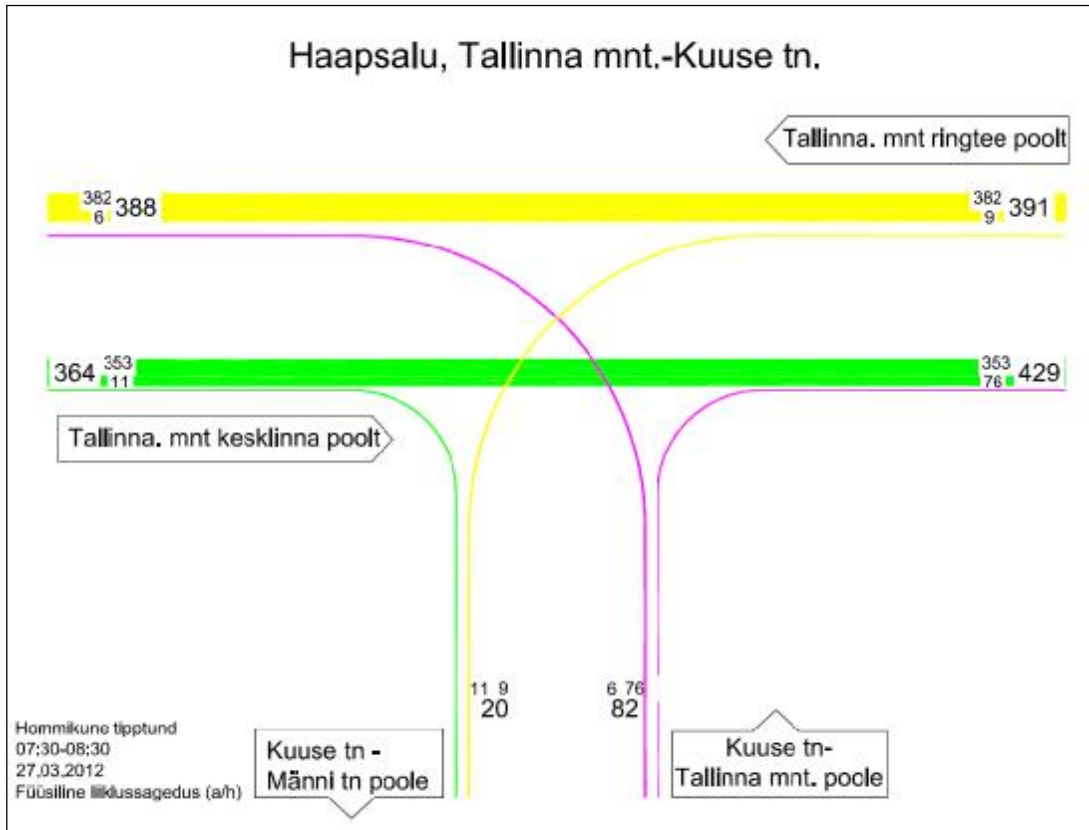 Haapsalu, Tallinna mnt.-Kuuse tn.
Tallinna. mnt ringtee poolt
382
6
388
382
9
391
364
353
11
353
76
429
Tallinna. mnt kesklinna poolt
11 9
20
6 76
82
Hommikune tipptund
07:30-08:30
27.03.2012
Füüsiline liiklussagedus (a/h)
Kuuse tn -
Männi tn poole
Kuuse tn-
Tallinna mnt. poole